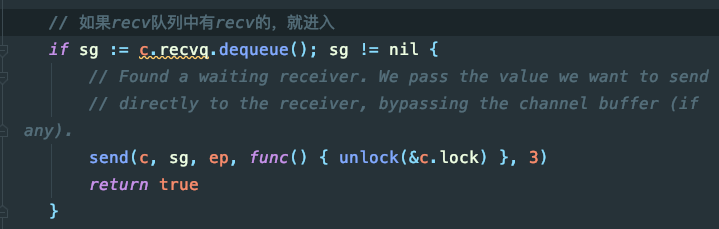 // 如果recv队列中有recv的，就进入
if sg := c.recvq.dequeue(); sg != nil {
// Found a waiting receiver. We pass the value we want to send
// directly to the receiver, bypassing the channel buffer (if
any).
send(c, sg, ep, func() { unlock(&c.lock) }, 3)
return true
}